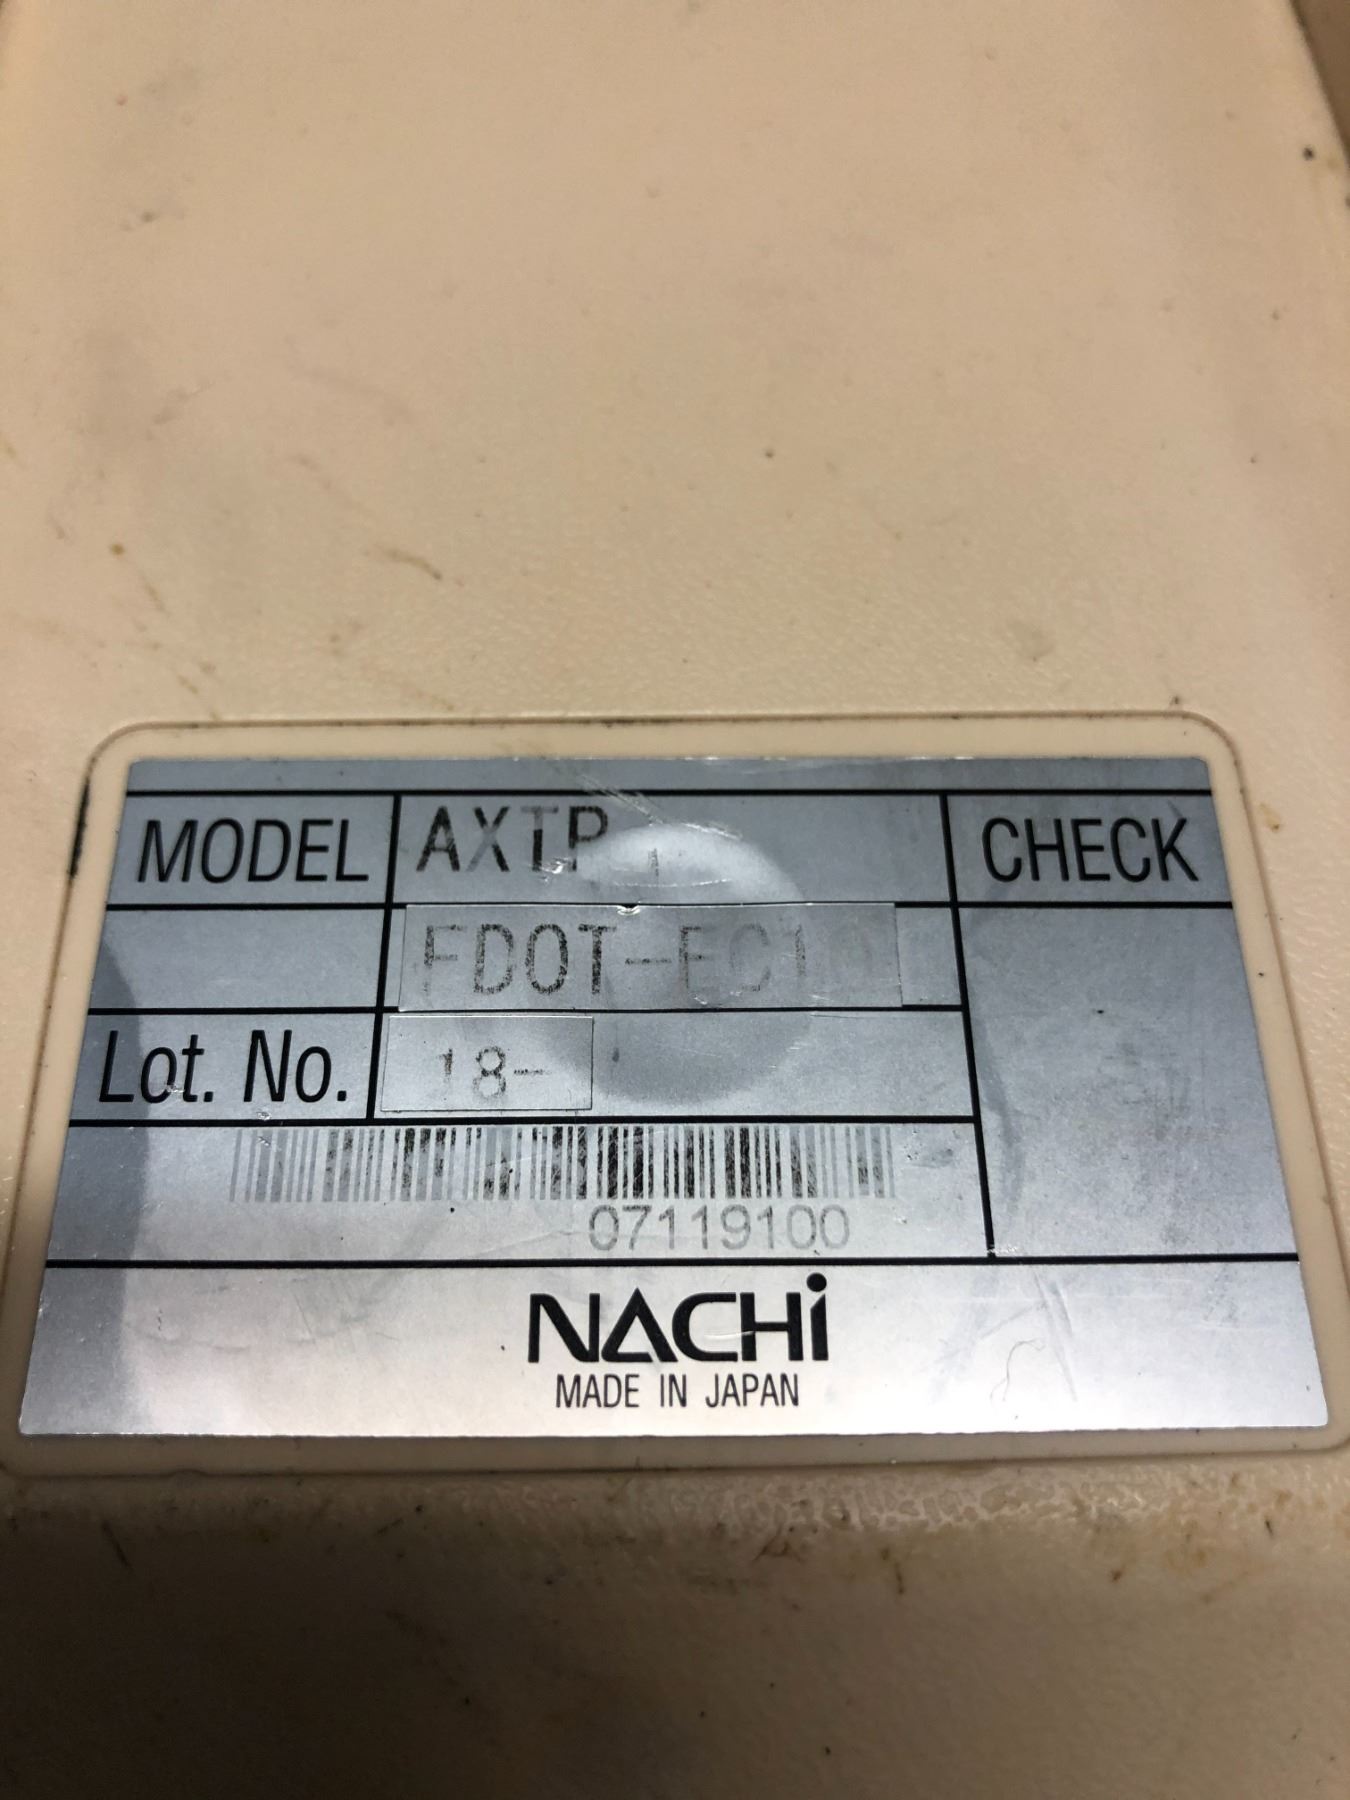 MODEL AXTP CHECK
FDOT-EC1
Lot. No. 18-
07119100
NACHi
MADE IN JAPAN